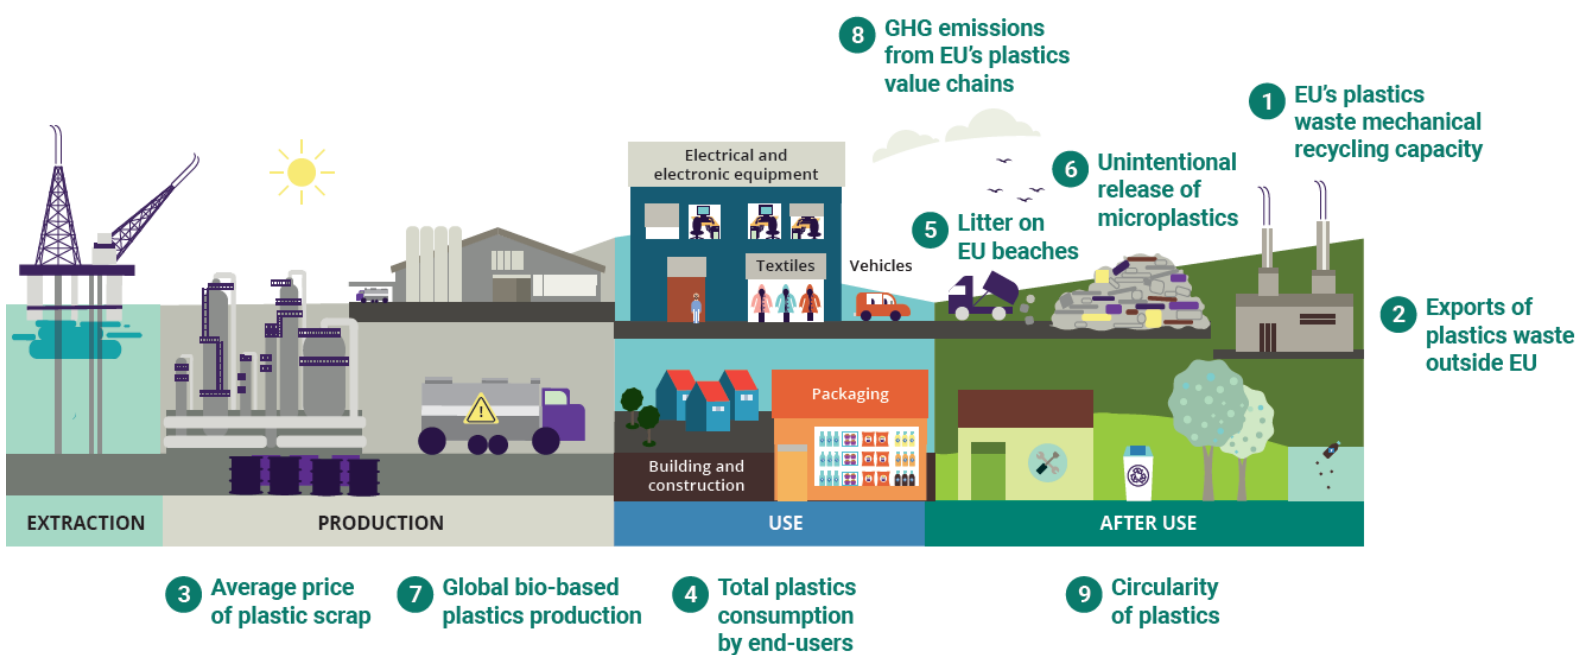 8
GHG emissions
from EU's plastics
value chains
1
EU's plastics
waste mechanical
recycling capacity
Electrical and
electronic equipment
6
Unintentional
release of
microplastics
5
Litter on
EU beaches
Textiles
Vehicles
2
Exports of
plastics waste
outside EU
Packaging
Building and
construction
EXTRACTION
PRODUCTION
USE
AFTER USE
3
Average price
of plastic scrap
7
Global bio-based
plastics production
4
Total plastics
consumption
by end-users
9
Circularity
of plastics